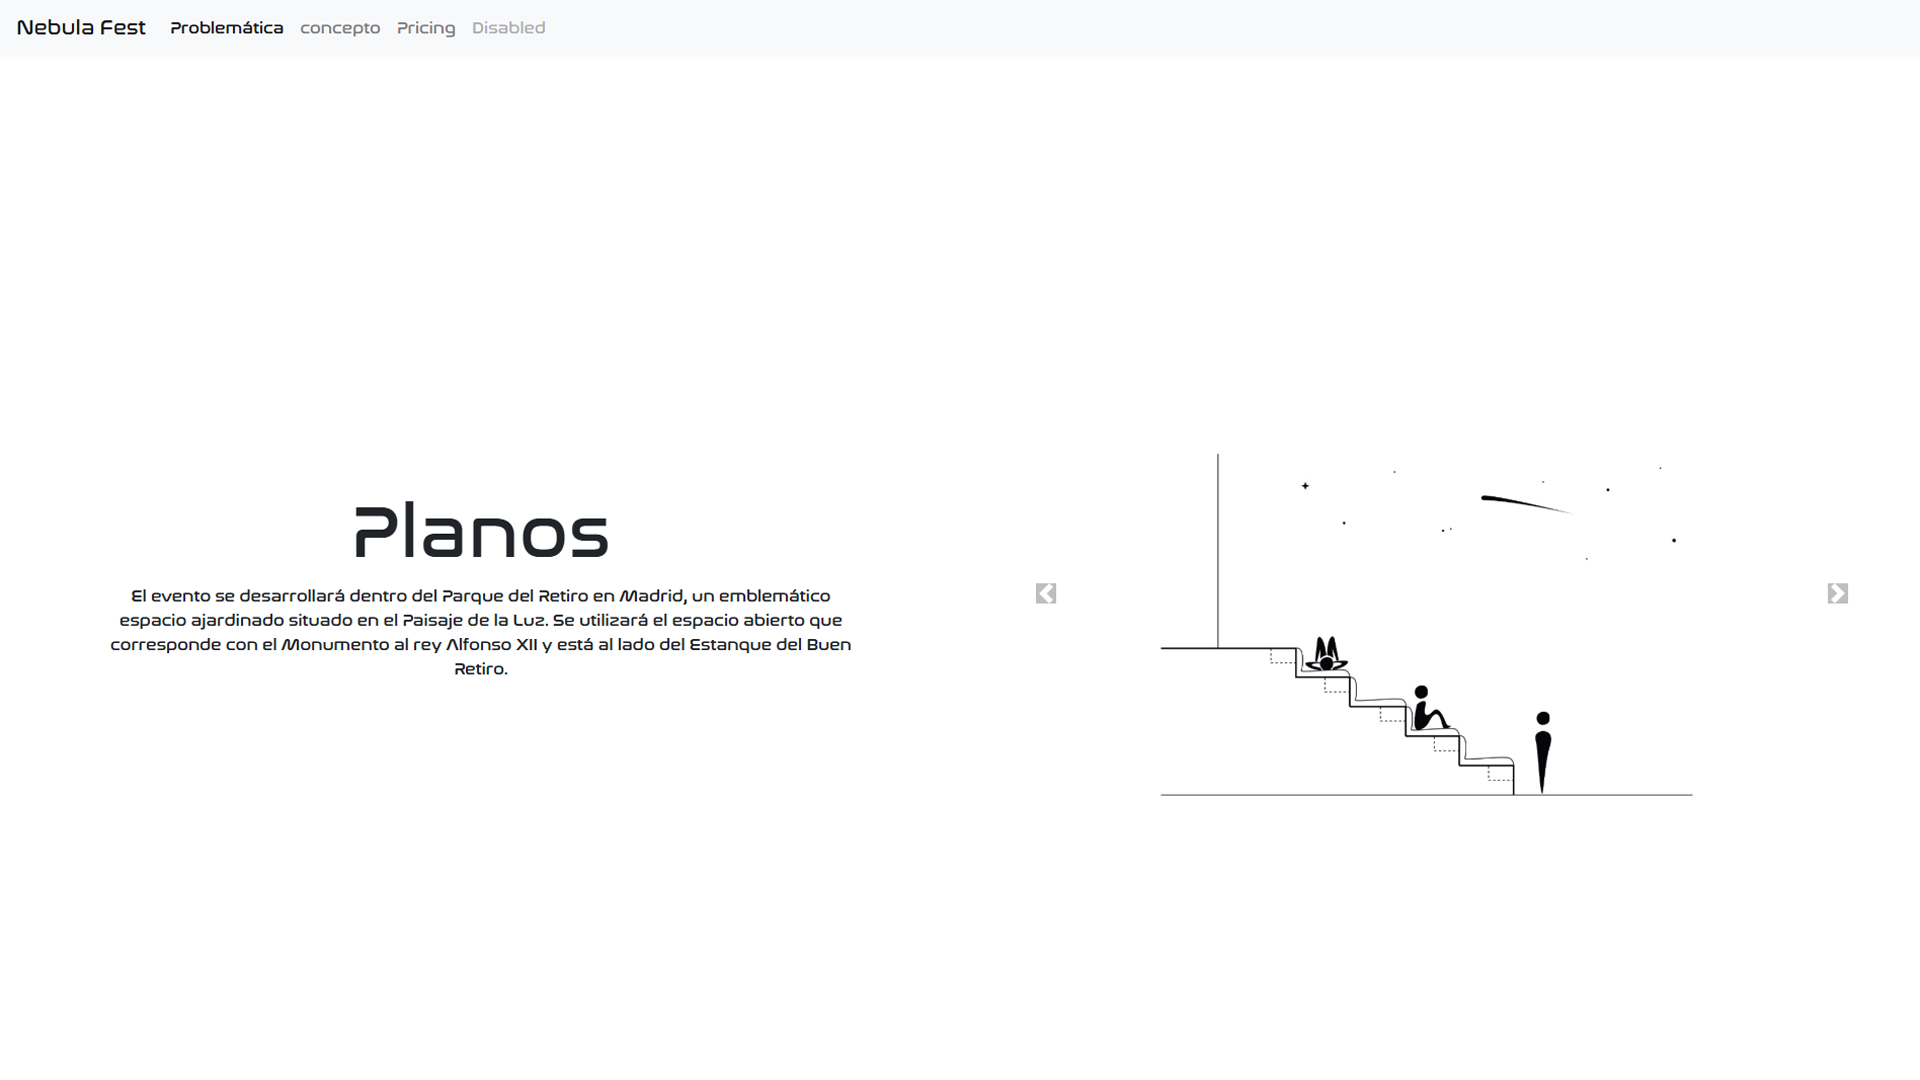 Nebula Fest Problemática concepto Pricing Disabled
Planos
El evento se desarrollará dentro del Parque del Retiro en Madrid, un emblemático
espacio ajardinado situado en el Paisaje de la Luz. Se utilizará el espacio abierto que
corresponde con el Monumento al rey Alfonso XII y está al lado del Estanque del Buen
Retiro.